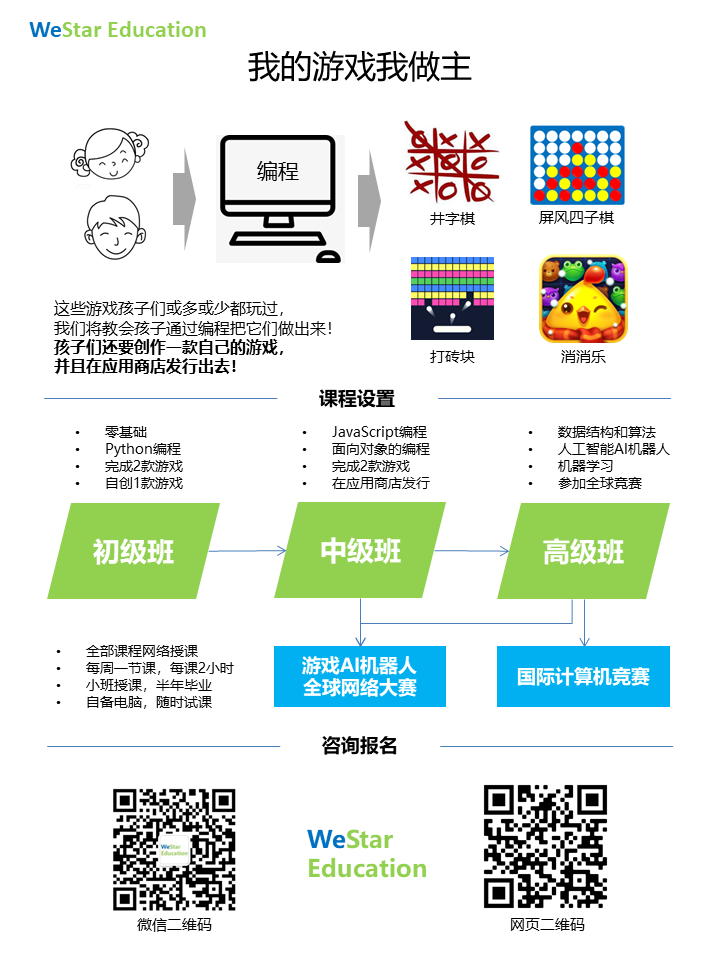 WeStar Education
我的游戏我做主
编程
井字棋
屏风四子棋
打砖块
消消乐
这些游戏孩子们或多或少都玩过，
我们将教会孩子通过编程把它们做出来！
孩子们还要创作一款自己的游戏，
并且在应用商店发行出去！
课程设置
• 零基础
• Python编程
• 完成2款游戏
• 自创1款游戏
• JavaScript编程
• 面向对象的编程
• 完成2款游戏
• 在应用商店发行
• 数据结构和算法
• 人工智能AI机器人
• 机器学习
• 参加全球竞赛
初级班
中级班
高级班
• 全部课程网络授课
• 每周一节课，每课2小时
• 小班授课，半年毕业
• 自备电脑，随时试课
游戏AI机器人
全球网络大赛
国际计算机竞赛
咨询报名
WeStar
Education
微信二维码
WeStar
Education
网页二维码